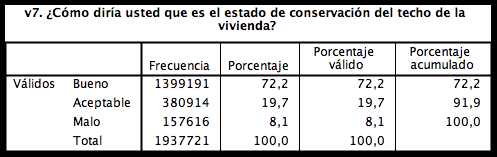 v7. ¿Cómo diría usted que es el estado de conservación del techo de la
vivienda?
Frecuencia Porcentaje Porcentaje válido Porcentaje acumulado
Válidos Bueno 1399191 72,2 72,2 72,2
Aceptable 380914 19,7 19,7 91,9
Malo 157616 8,1 8,1 100,0
Total 1937721 100,0 100,0